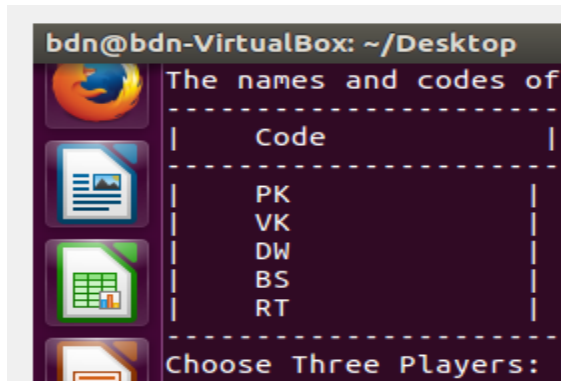 bdn@bdn-VirtualBox: ~/Desktop
The names and codes of
------------------------
|     Code             |
------------------------
|     PK              |
|     VK              |
|     DW              |
|     BS              |
|     RT              |
------------------------
Choose Three Players: